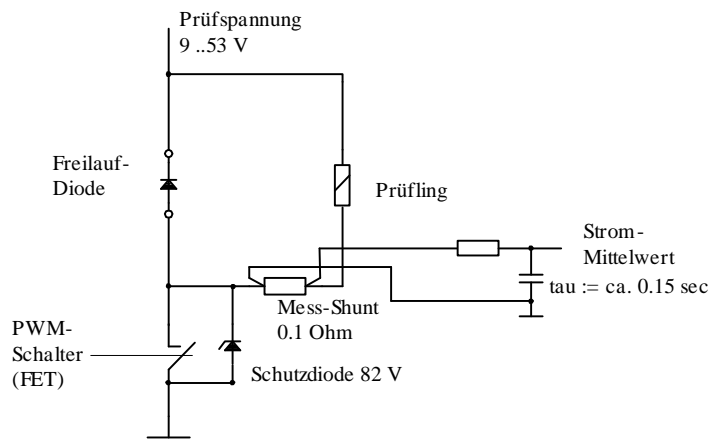 Prüfspannung
9 ..53 V
Freilauf-
Diode
Prüfling
Strom-
Mittelwert
tau := ca. 0.15 sec
Mess-Shunt
0.1 Ohm
PWM-
Schalter
(FET)
Schutzdiode 82 V